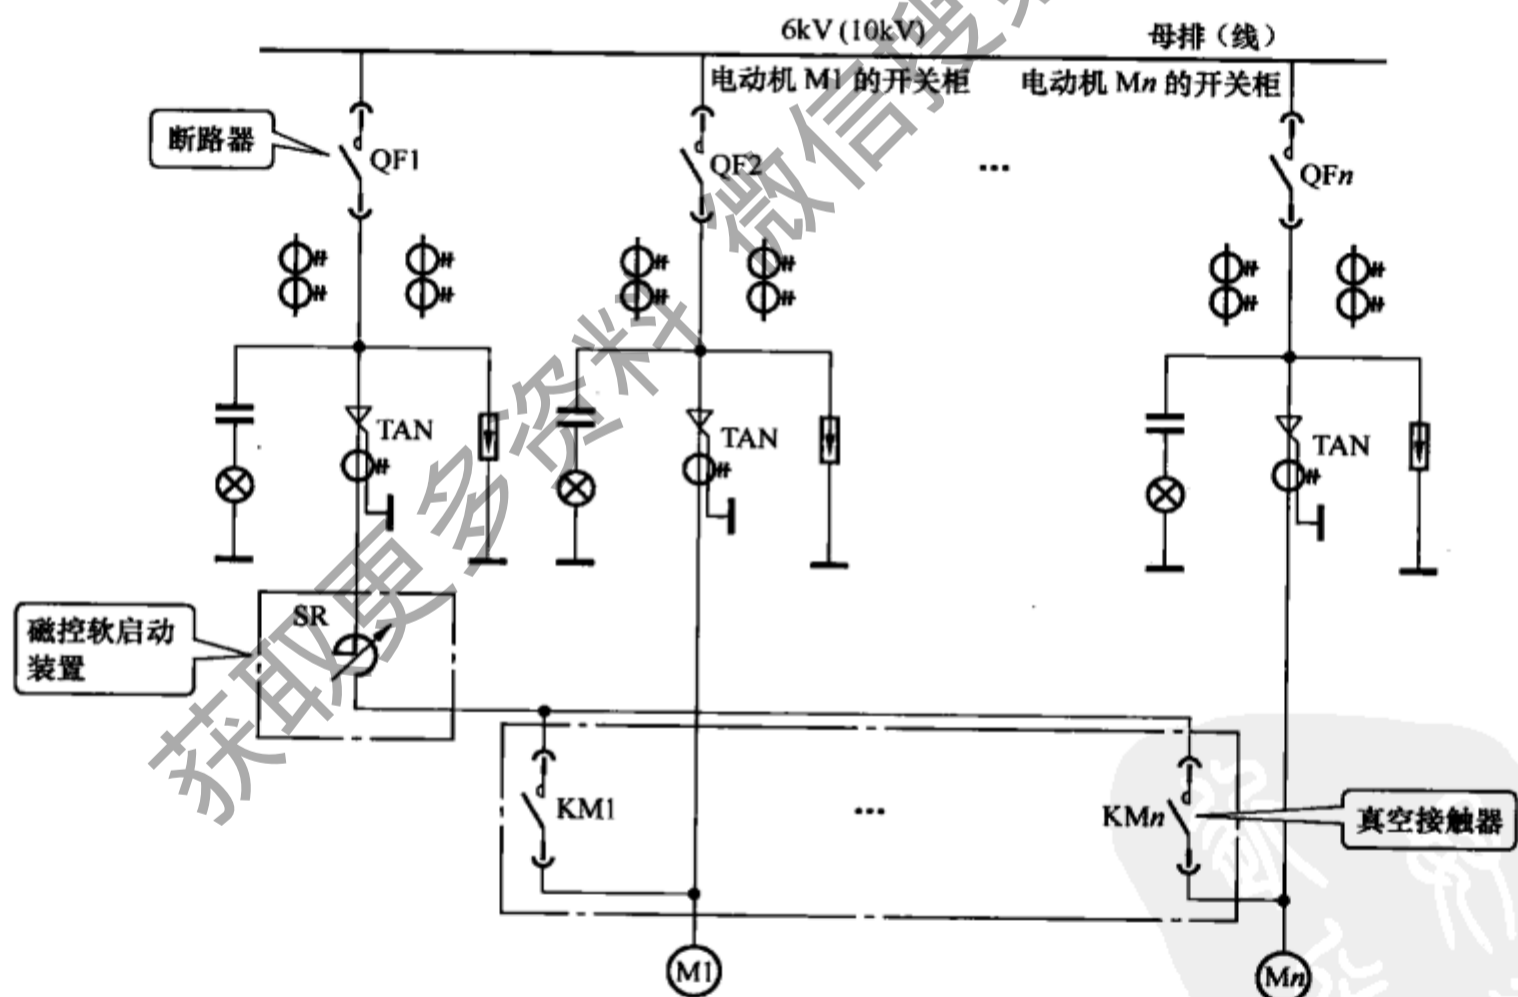 6kV (10kV)
母排（线）
电动机 M1 的开关柜
电动机 Mn 的开关柜
断路器
QF1
QF2
...
QFn
TAN
TAN
TAN
SR
磁控软启动
装置
KM1
...
KMn
真空接触器
M1
Mn
获取更多资料 微信搜